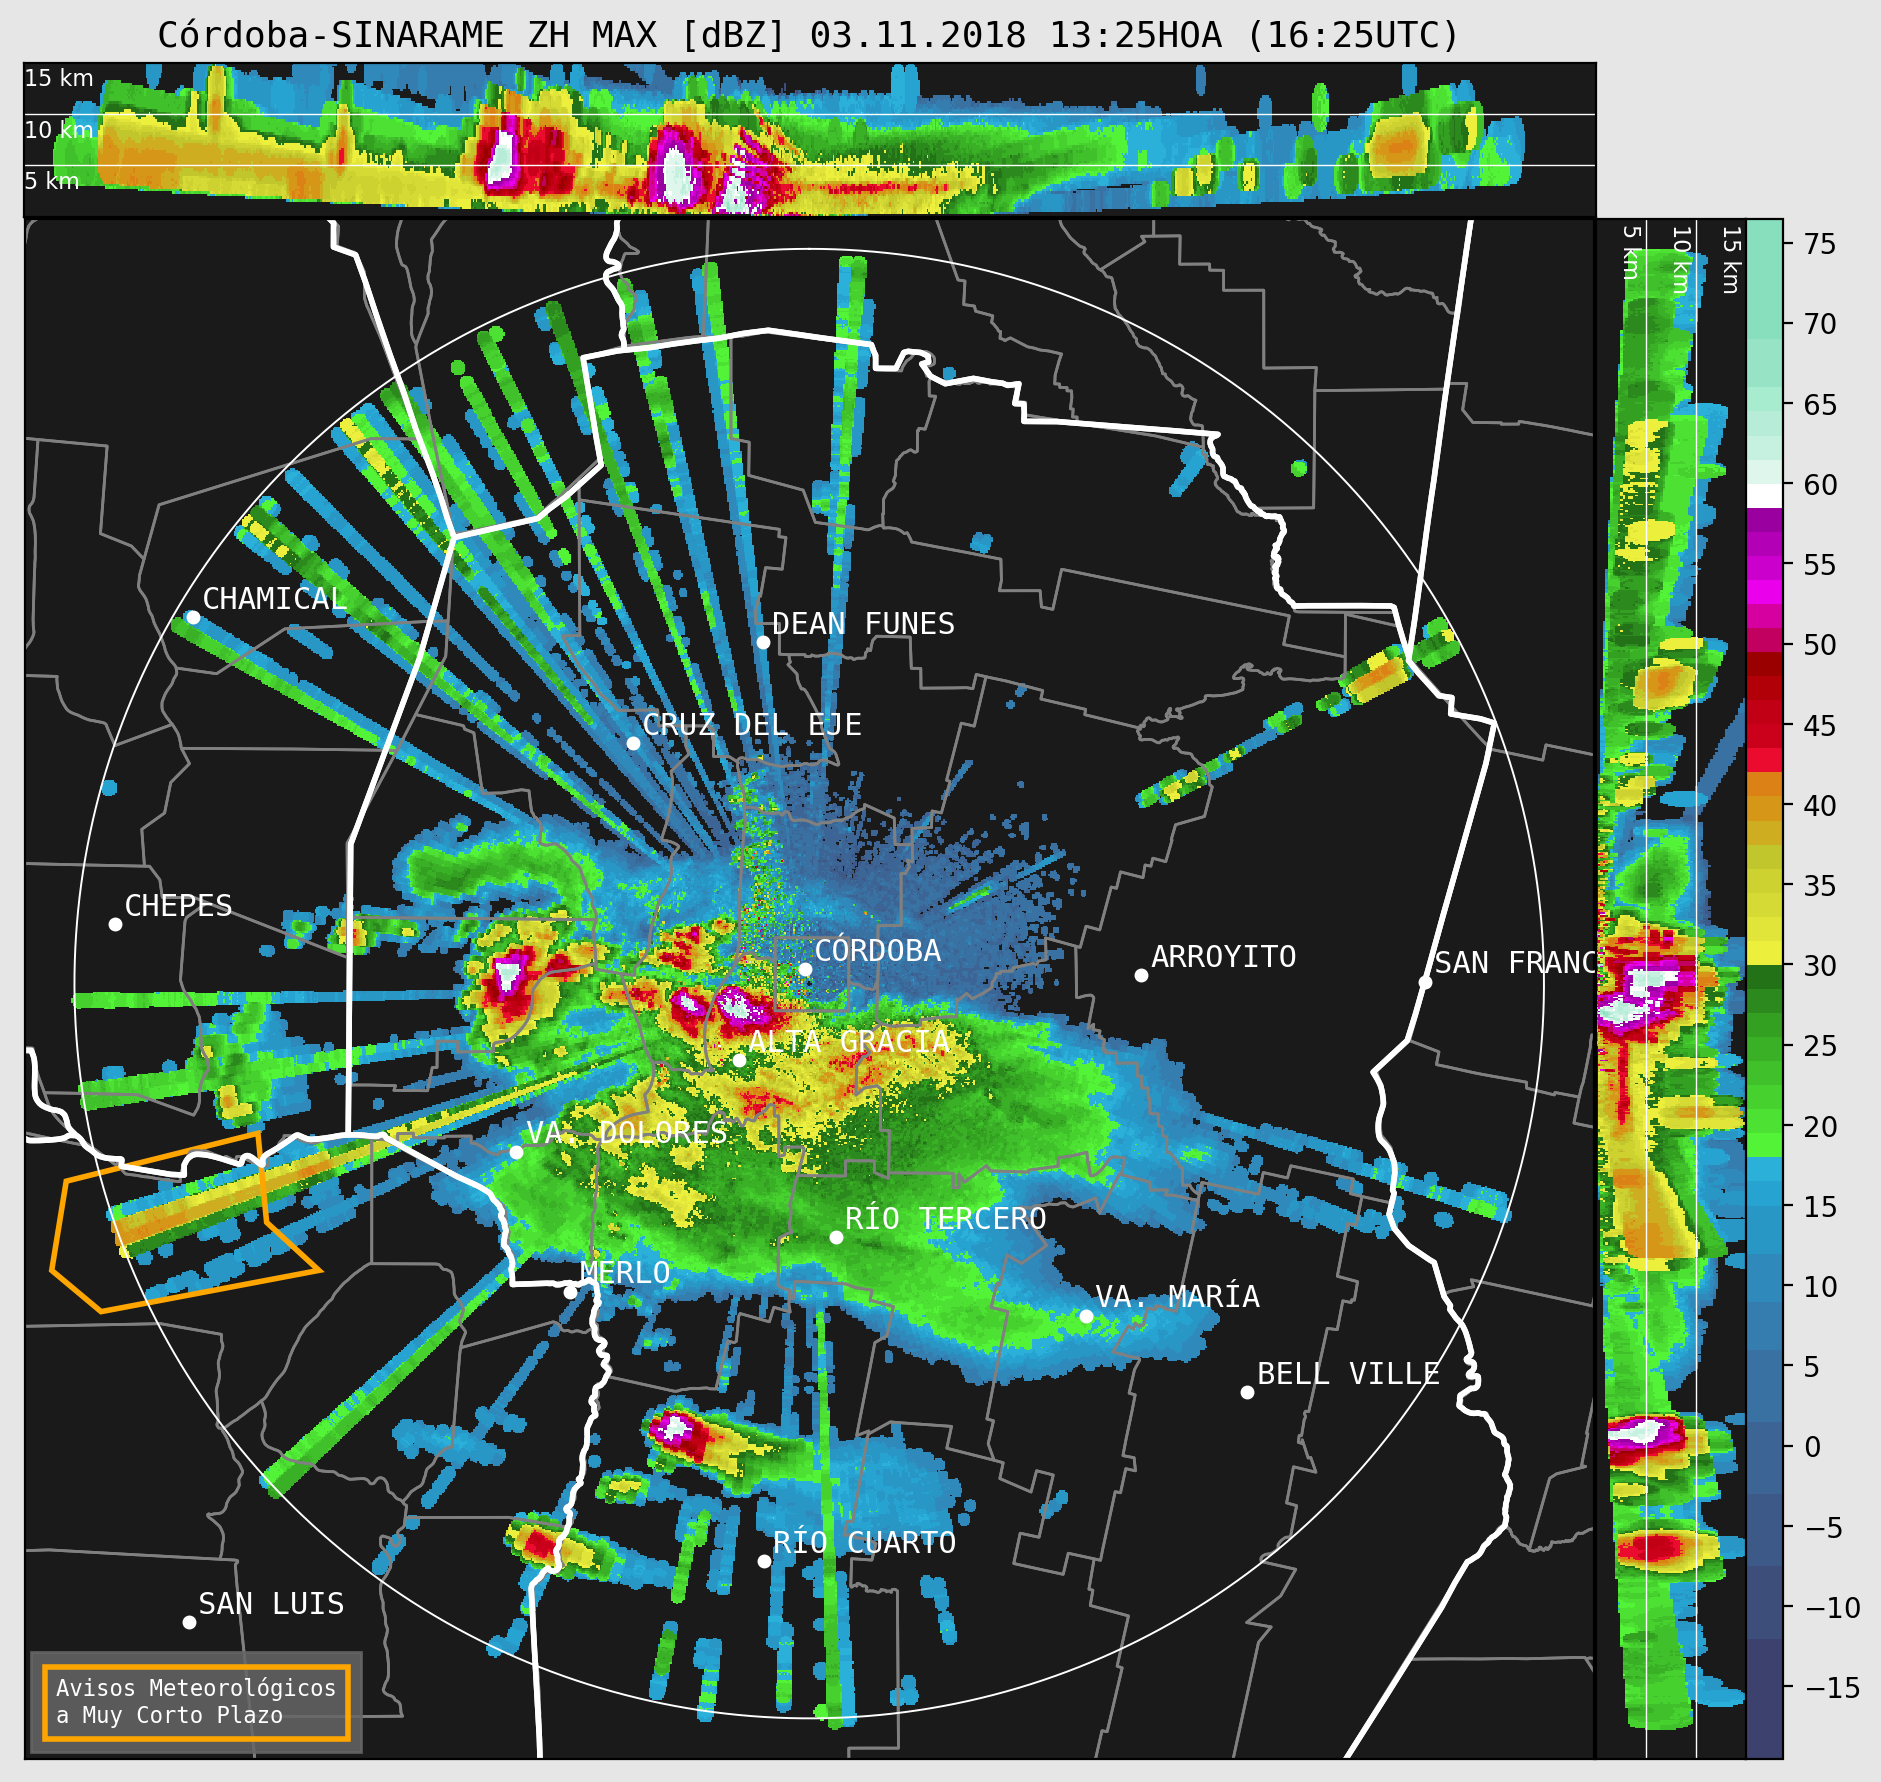 Córdoba-SINARAME ZH MAX [dBZ] 03.11.2018 13:25HOA (16:25UTC)
15 km
10 km
5 km
5 km
10 km
15 km
75
70
65
60
55
50
45
40
35
30
25
20
15
10
5
0
−5
−10
−15
CHAMICAL
DEAN FUNES
CRUZ DEL EJE
CHEPES
CÓRDOBA
ARROYITO
SAN FRANC
ALTA GRACIA
VA. DOLORES
RÍO TERCERO
MERLO
VA. MARÍA
BELL VILLE
RÍO CUARTO
SAN LUIS
Avisos Meteorológicos
a Muy Corto Plazo